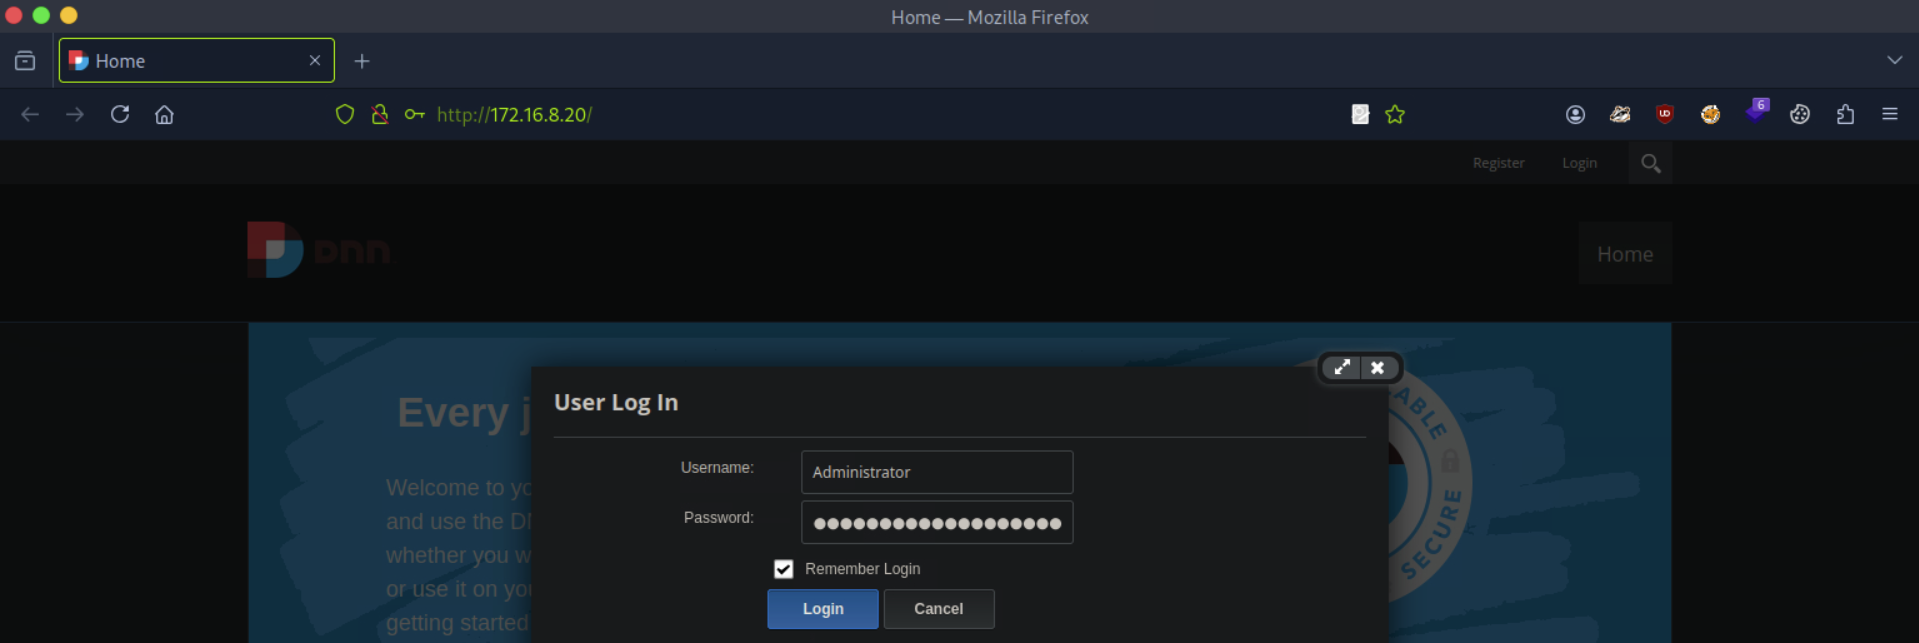 Home — Mozilla Firefox
Home
http://172.16.8.20/
6
Register Login
DNN
Home
Every j
User Log In
ABLE
SECURE
Username: Administrator
Welcome to yo
Password:
and use the D
whether you w
Remember Login
or use it on yo
Login Cancel
getting started